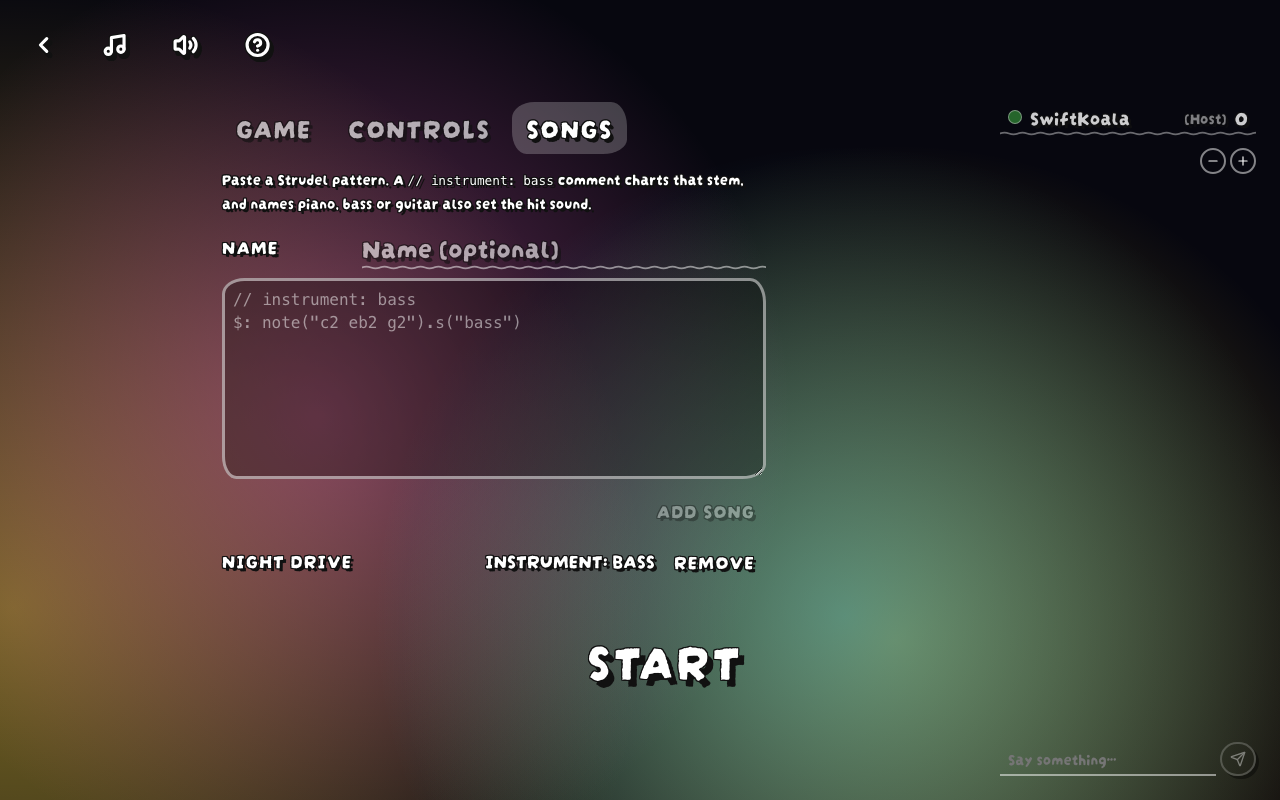 GAME
CONTROLS
SONGS
SwiftKoala
(Host)
0
Paste a Strudel pattern. A // instrument: bass comment charts that stem,
and names piano, bass or guitar also set the hit sound.
NAME
Name (optional)
// instrument: bass
$: note("c2 eb2 g2").s("bass")
ADD SONG
NIGHT DRIVE
INSTRUMENT: BASS
REMOVE
START
Say something...